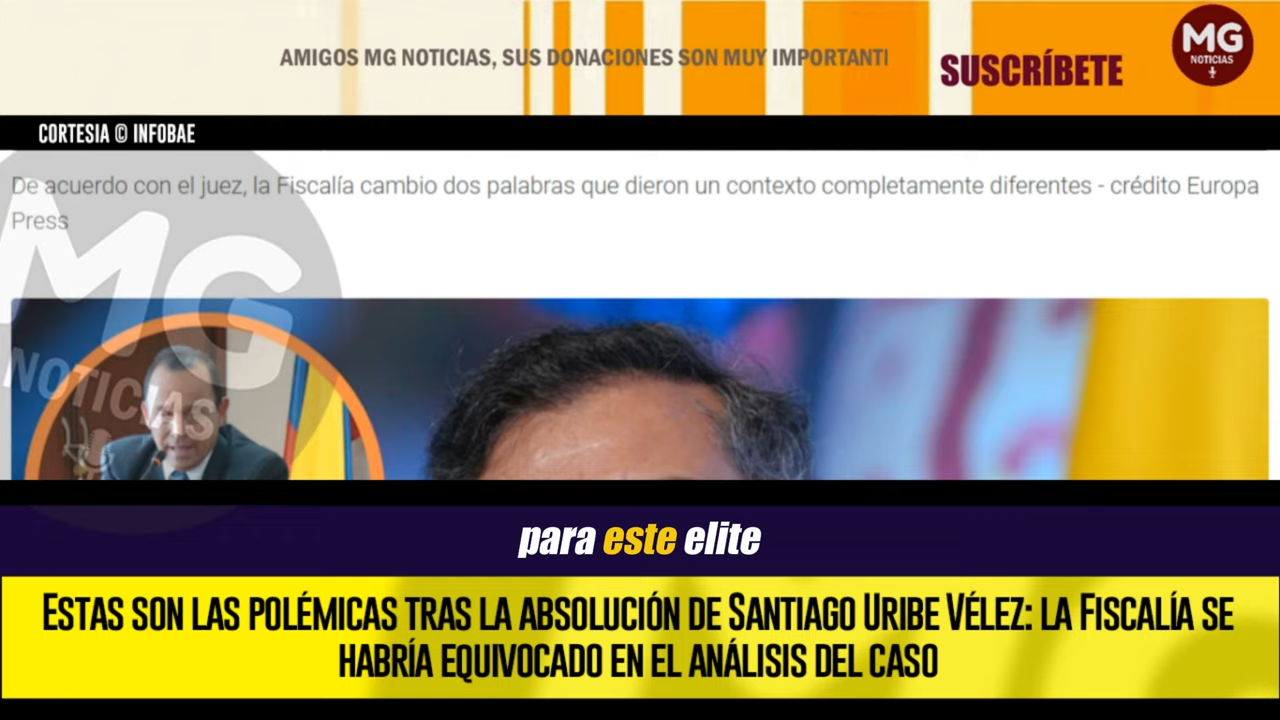 AMIGOS MG NOTICIAS, SUS DONACIONES SON MUY IMPORTANTI
SUSCRÍBETE
MG
NOTICIAS
CORTESIA © INFOBAE
De acuerdo con el juez, la Fiscalía cambio dos palabras que dieron un contexto completamente diferentes - crédito Europa
Press
MG
NOTICIAS
para este elite
ESTAS SON LAS POLÉMICAS TRAS LA ABSOLUCIÓN DE SANTIAGO URIBE VÉLEZ: LA FISCALÍA SE
HABRÍA EQUIVOCADO EN EL ANÁLISIS DEL CASO